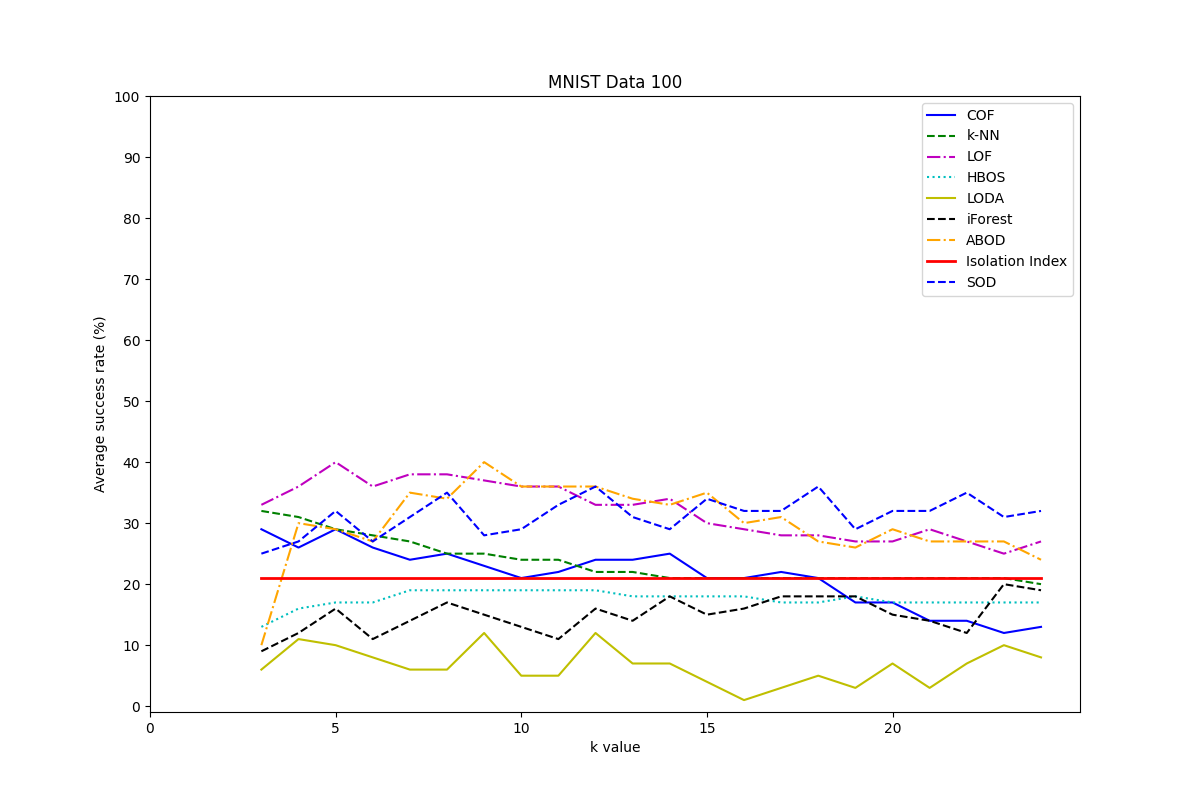 MNIST Data 100
100
90
80
70
60
50
40
30
20
10
0
Average success rate (%)
COF
k-NN
LOF
HBOS
LODA
iForest
ABOD
Isolation Index
SOD
0 5 10 15 20
k value